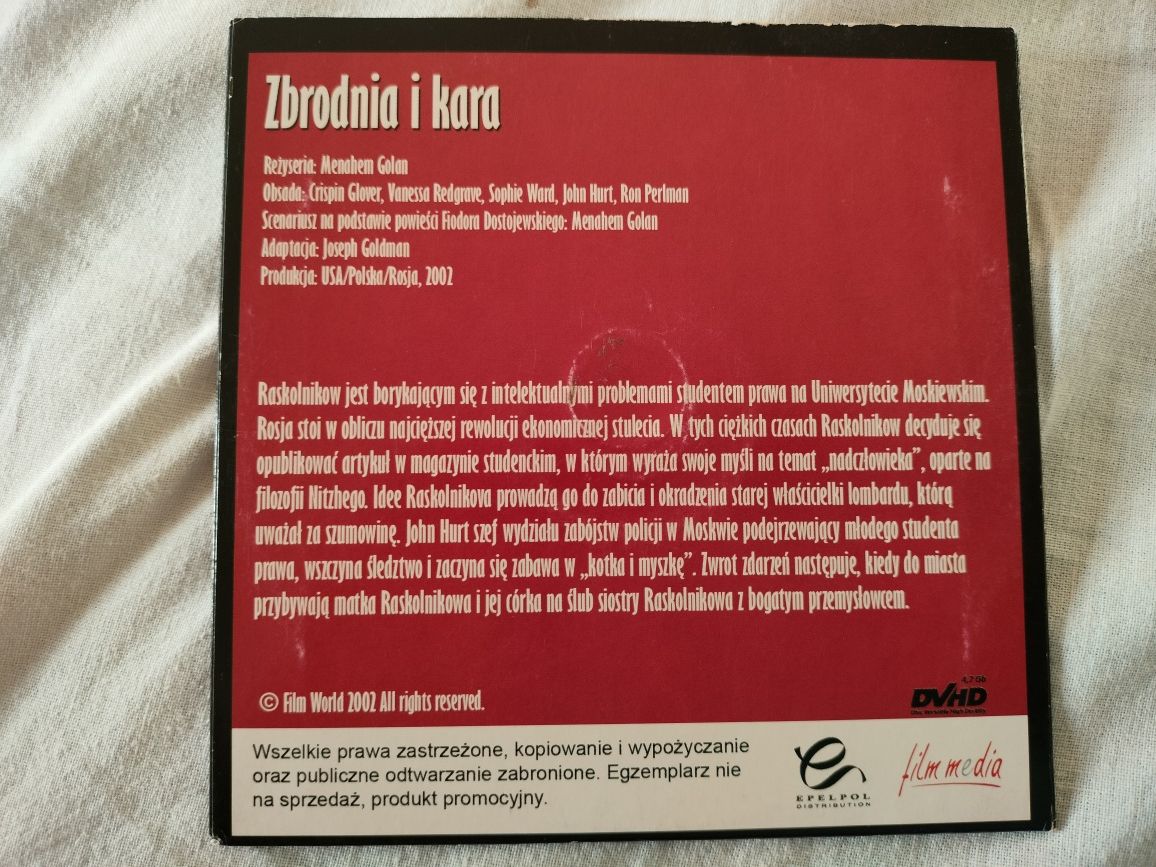 Zbrodnia i kara
Reżyseria: Menahem Golan
Obsada: Crispin Glover, Vanessa Redgrave, Sophie Ward, John Hurt, Ron Perlman
Scenariusz na podstawie powieści Fiodora Dostojewskiego: Menahem Golan
Adaptacja: Joseph Goldman
Produkcja: USA/Polska/Rosja, 2002
Raskolnikow jest borykającym się z intelektualnymi problemami studentem prawa na Uniwersytecie Moskiewskim.
Rosja stoi w obliczu najcięższej rewolucji ekonomicznej stulecia. W tych ciężkich czasach Raskolnikow decyduje się
opublikować artykuł w magazynie studenckim, w którym wyraża swoje myśli na temat „nadczłowieka”, oparte na
filozofii Nitzhego. Idee Raskolnikova prowadzą go do zabicia i okradzenia starej właścicielki lombardu, którą
uważał za szumowinę. John Hurt szef wydziału zabójstw policji w Moskwie podejrzewający młodego studenta
prawa, wszczyna śledztwo i zaczyna się zabawa w „kotka i myszkę”. Zwrot zdarzeń następuje, kiedy do miasta
przybywają matka Raskolnikowa i jej córka na ślub siostry Raskolnikowa z bogatym przemysłowcem.
© Film World 2002 All rights reserved.
4,7 Gb
DVHD
Wszelkie prawa zastrzeżone, kopiowanie i wypożyczanie
oraz publiczne odtwarzanie zabronione. Egzemplarz nie
na sprzedaż, produkt promocyjny.
EPELPOL
DISTRIBUTION
film media